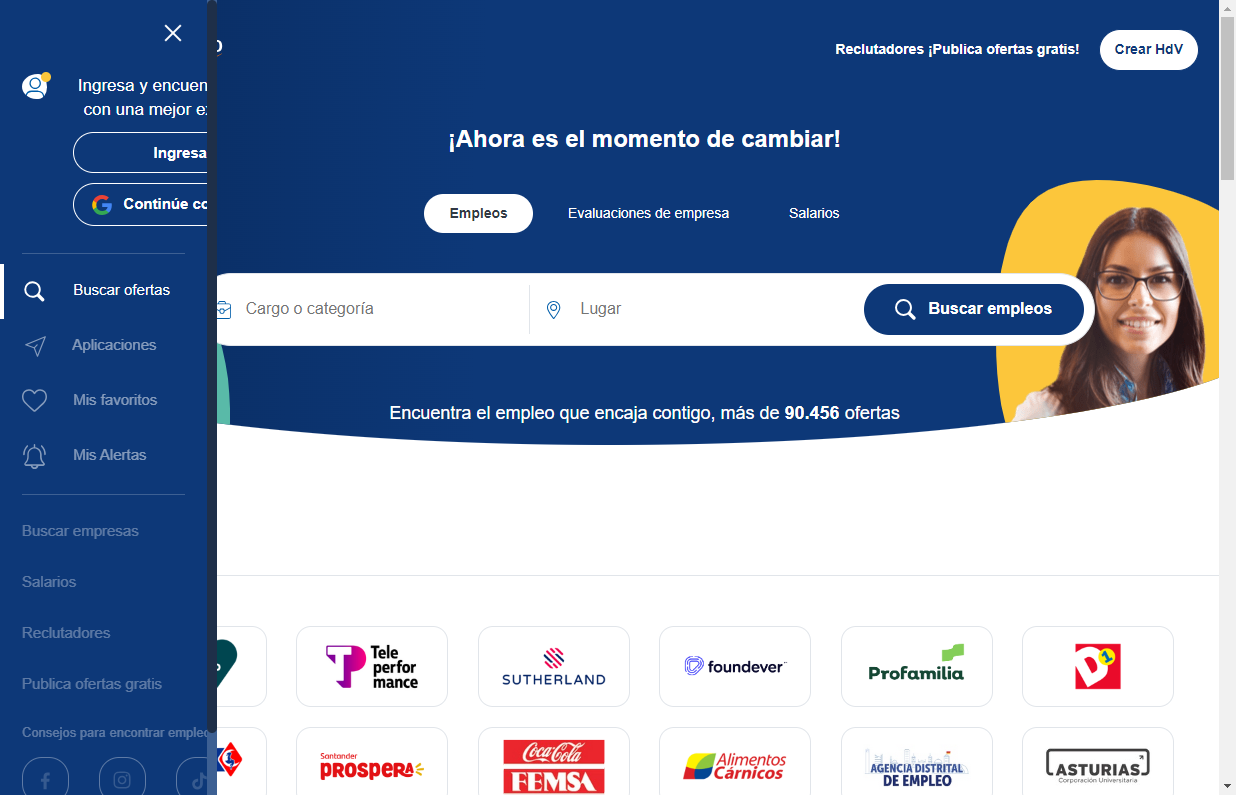 Reclutadores ¡Publica ofertas gratis!
Crear HdV
Ingresa y encuen
con una mejor
Ingresa
Continúe
Buscar ofertas
Aplicaciones
Mis favoritos
Mis Alertas
Buscar empresas
Salarios
Reclutadores
Publica ofertas gratis
Consejos para encontrar empleo
¡Ahora es el momento de cambiar!
Empleos
Evaluaciones de empresa
Salarios
Cargo o categoría
Lugar
Buscar empleos
Encuentra el empleo que encaja contigo, más de 90.456 ofertas
Tele
perfor
mance
SUTHERLAND
foundever
Profamilia
D1
Santander
PROSPERA
Coca-Cola
FEMSA
Alimentos
Cárnicos
AGENCIA DISTRITAL
DE EMPLEO
ASTURIAS
Corporación Universitaria